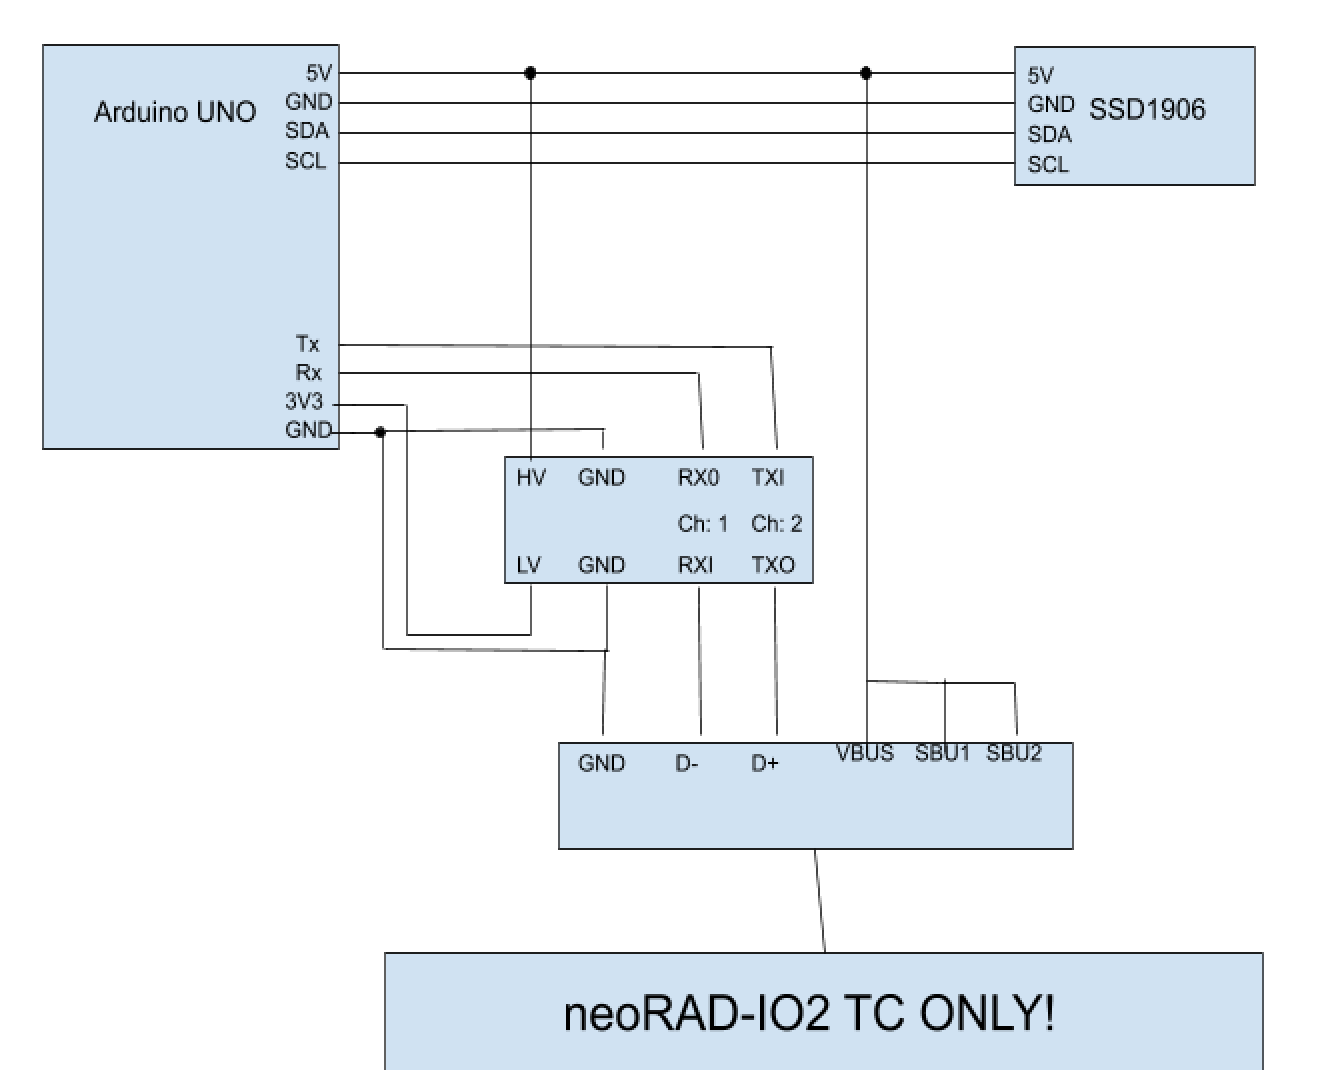 5V
GND
SDA
SCL
Arduino UNO
5V
GND
SDA
SCL
SSD1906
Tx
Rx
3V3
GND
HV GND RX0 TXI
Ch: 1 Ch: 2
LV GND RXI TXO
GND D- D+ VBUS SBU1 SBU2
neoRAD-IO2 TC ONLY!